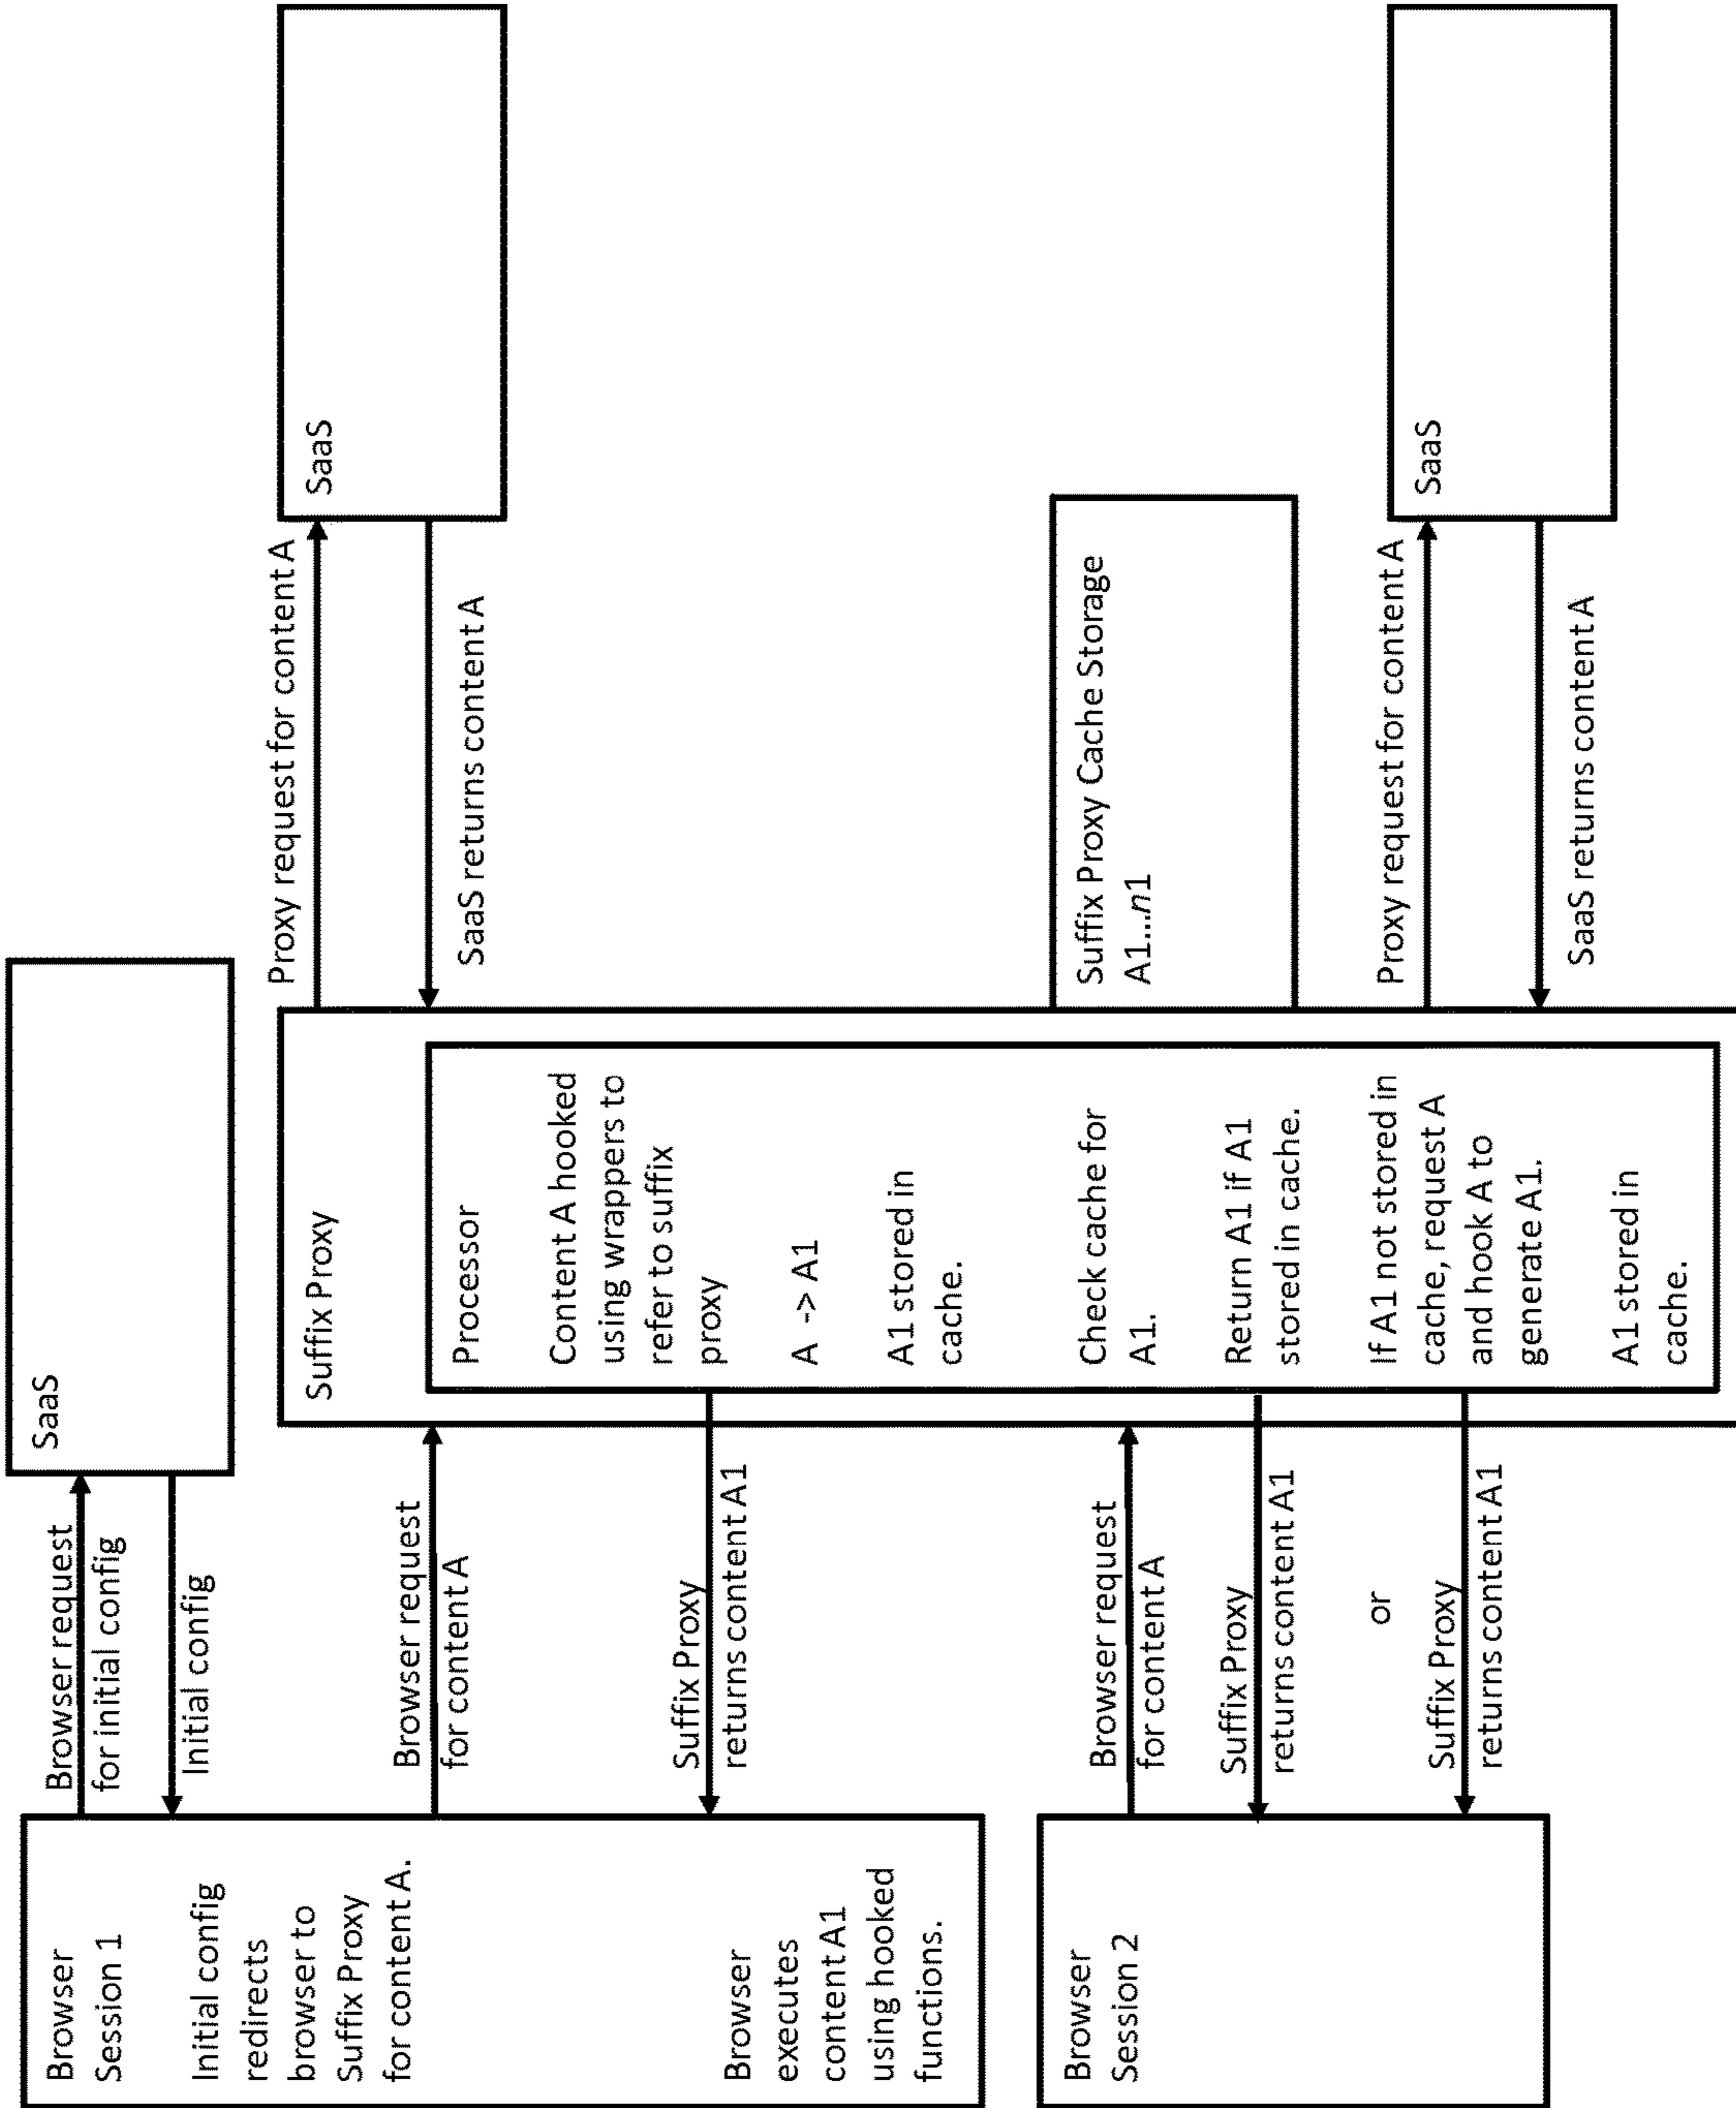 Browser
Session 1
Initial config
redirects
browser to
Suffix Proxy
for content A.
Browser
executes
content A1
using hooked
functions.
Browser
Session 2
Browser request
for initial config
Initial config
Browser request
for content A
Suffix Proxy
returns content A1
Browser request
for content A
Suffix Proxy
returns content A1
or
Suffix Proxy
returns content A1
SaaS
Suffix Proxy
Processor
Content A hooked
using wrappers to
refer to suffix
proxy
A -> A1
A1 stored in
cache.
Check cache for
A1.
Return A1 if A1
stored in cache.
If A1 not stored in
cache, request A
and hook A to
generate A1.
A1 stored in
cache.
Proxy request for content A
SaaS returns content A
Suffix Proxy Cache Storage
A1...n1
Proxy request for content A
SaaS returns content A
SaaS
SaaS